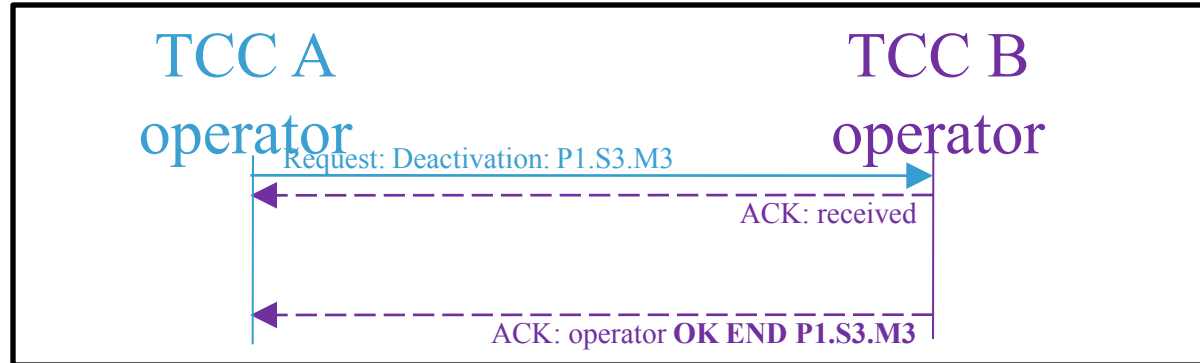 TCC A
operator
TCC B
operator
Request: Deactivation: P1.S3.M3
ACK: received
ACK: operator OK END P1.S3.M3